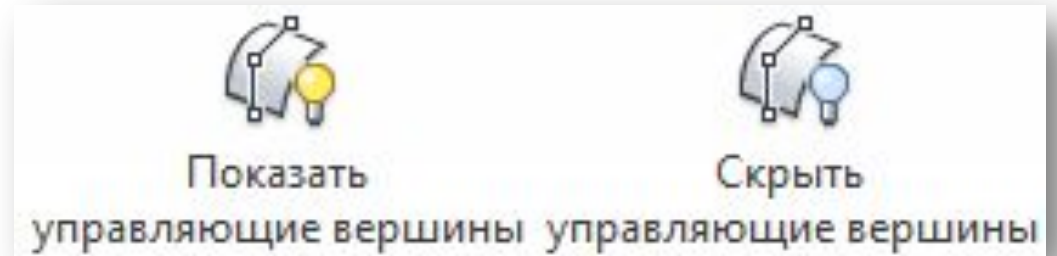 Показать
управляющие вершины
Скрыть
управляющие вершины